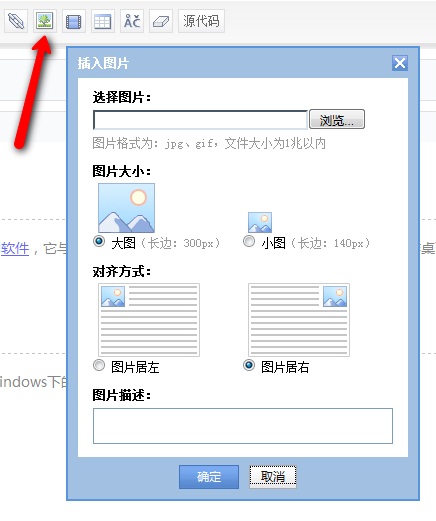 源代码
插入图片
选择图片：
浏览...
图片格式为：jpg、gif，文件大小为1兆以内
图片大小：
大图（长边：300px）
小图（长边：140px）
软件，它与
桌
对齐方式：
图片居左
图片居右
indows下的
图片描述：
确定
取消